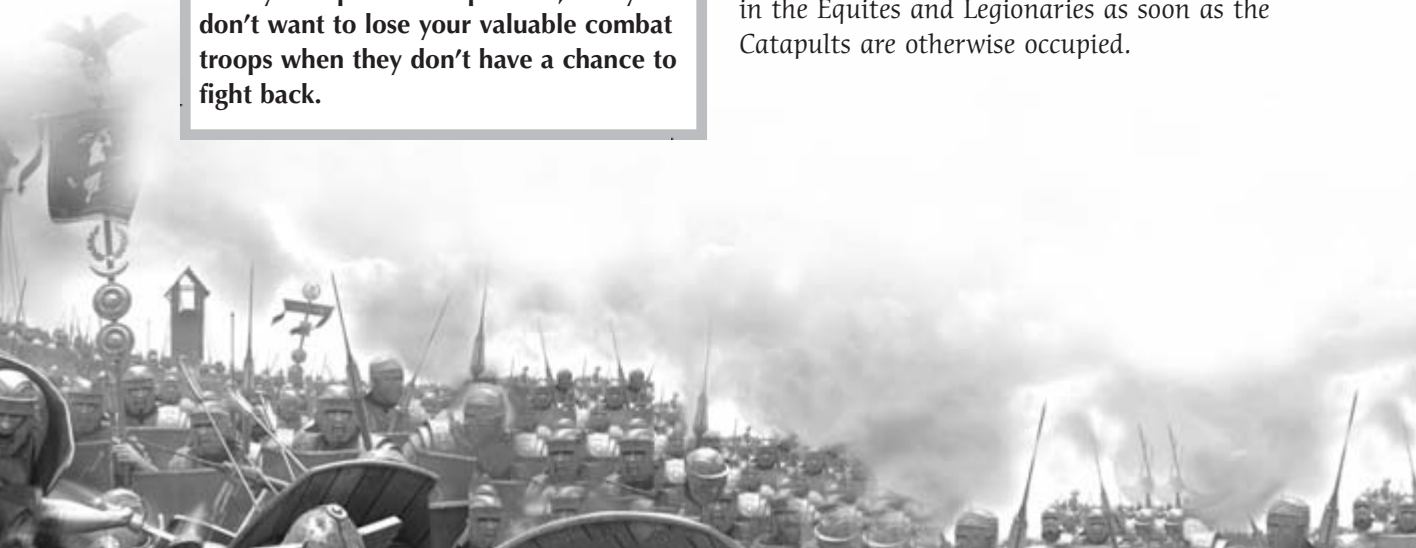 don't want to lose your valuable combat
troops when they don't have a chance to
fight back.
in the Equites and Legionaries as soon as the
Catapults are otherwise occupied.